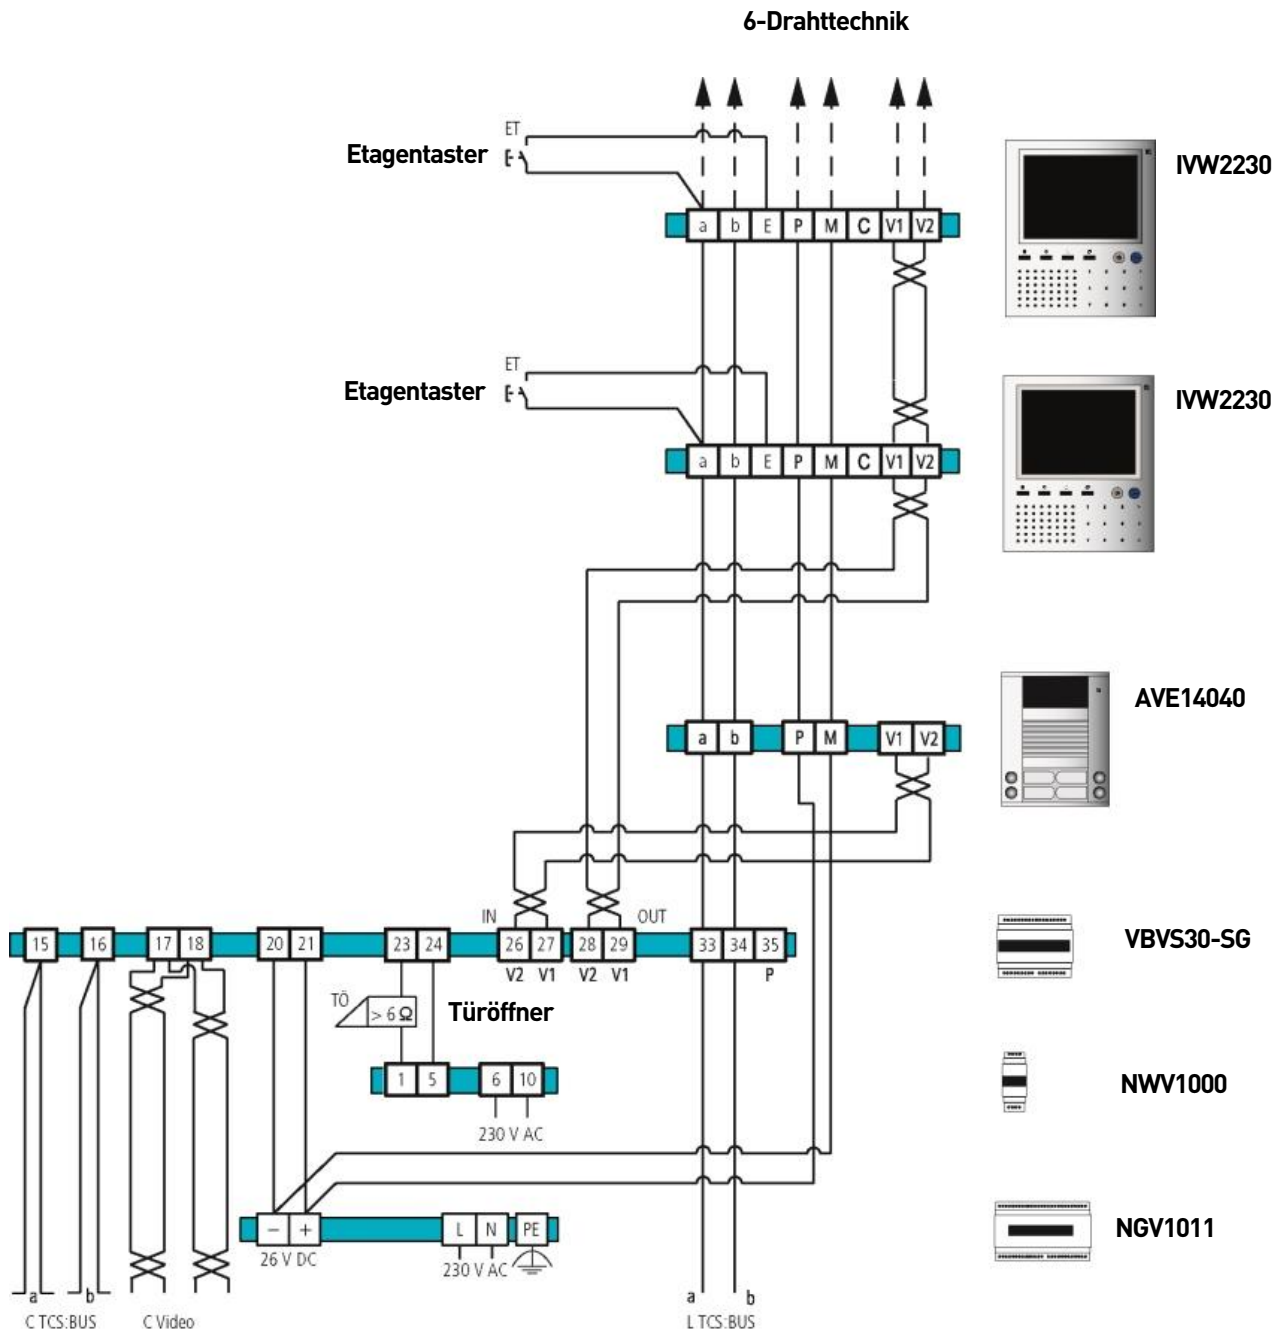 6-Drahttechnik
ET
Etagentaster
IVW2230
a b E P M C V1 V2
ET
Etagentaster
IVW2230
a b E P M C V1 V2
AVE14040
a b P M V1 V2
IN OUT
15 16 17 18 20 21 23 24 26 27 28 29 33 34 35
V2 V1 V2 V1 P
VBVS30-SG
TÖ
> 6 Ω
Türöffner
1 5 6 10
NWV1000
230 V AC
− + L N PE
NGV1011
26 V DC
230 V AC
a b a b
C TCS:BUS C Video L TCS:BUS